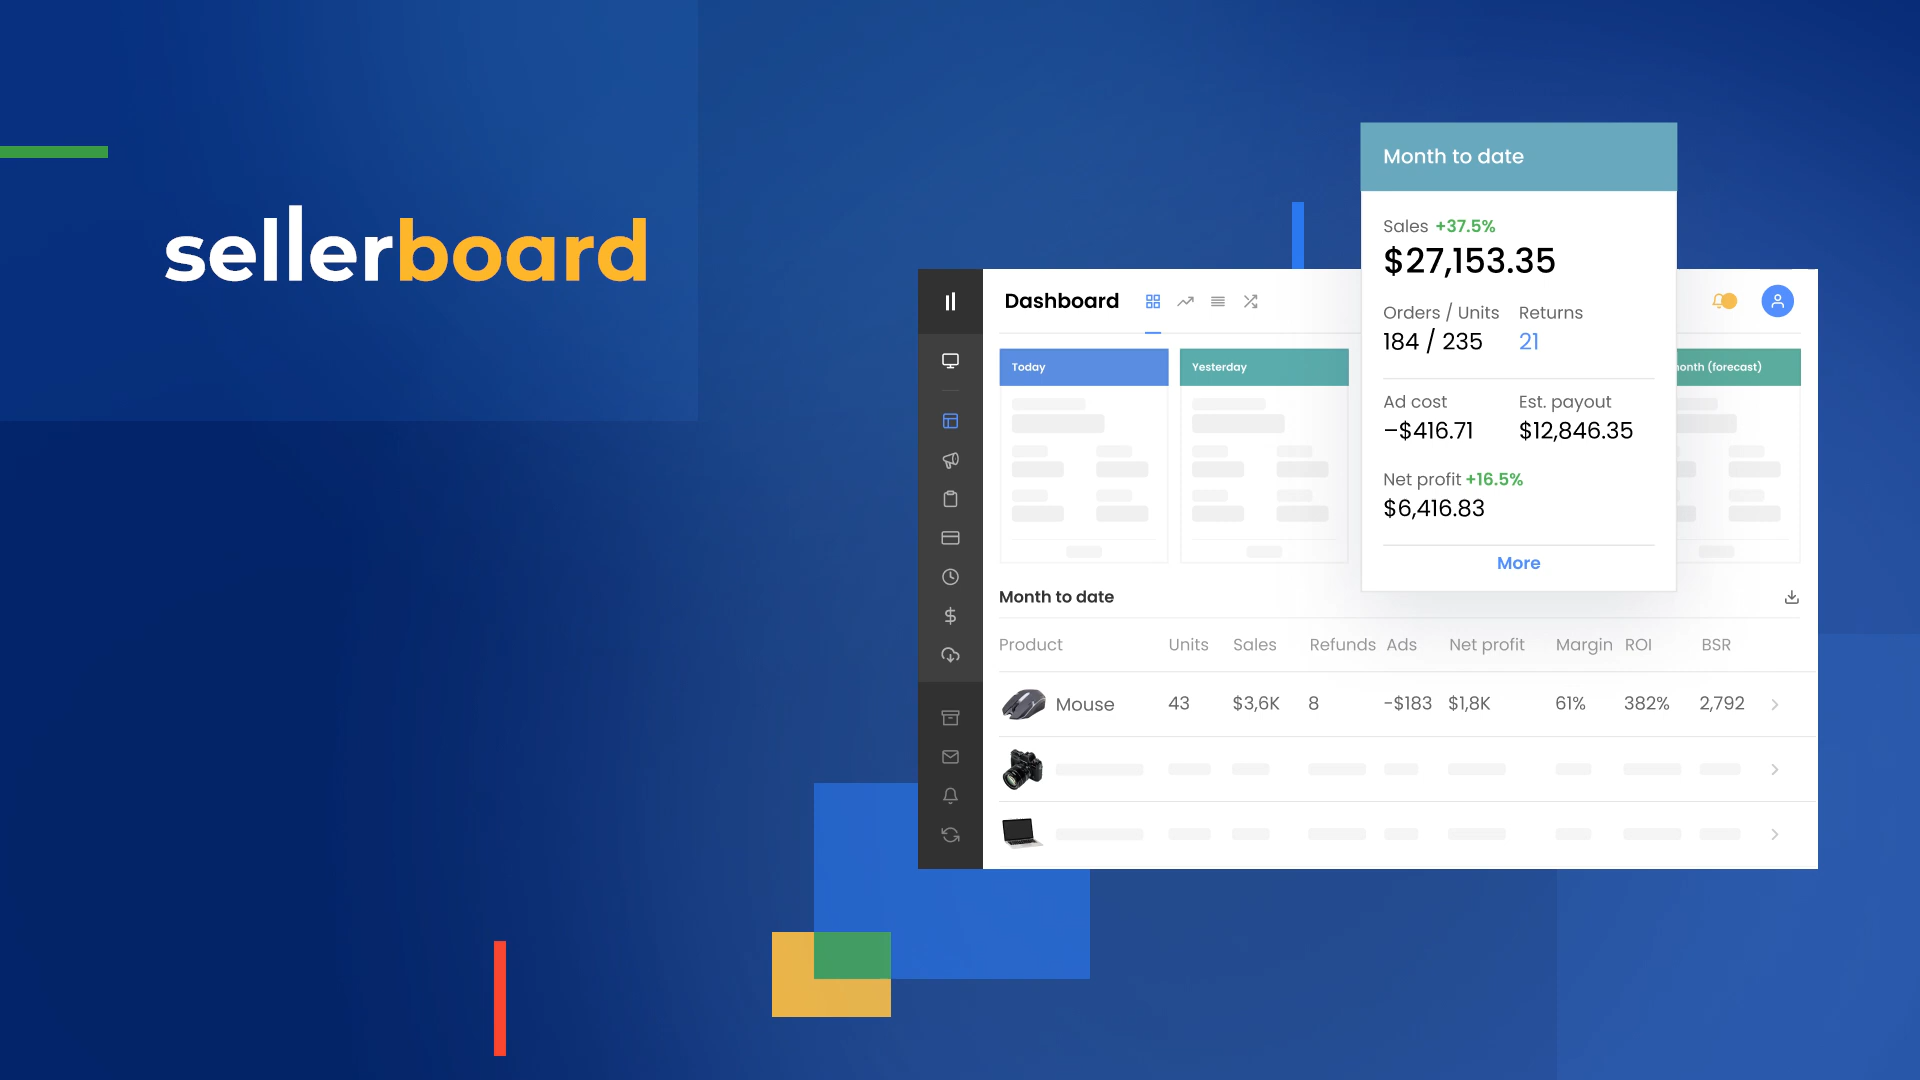 sellerboard
Month to date
Sales +37.5%
$27,153.35
Orders / Units Returns
184 / 235 21
Ad cost Est. payout
–$416.71 $12,846.35
Net profit +16.5%
$6,416.83
More
Dashboard
Today Yesterday onth (forecast)
Month to date
Product Units Sales Refunds Ads Net profit Margin ROI BSR
Mouse 43 $3,6K 8 -$183 $1,8K 61% 382% 2,792